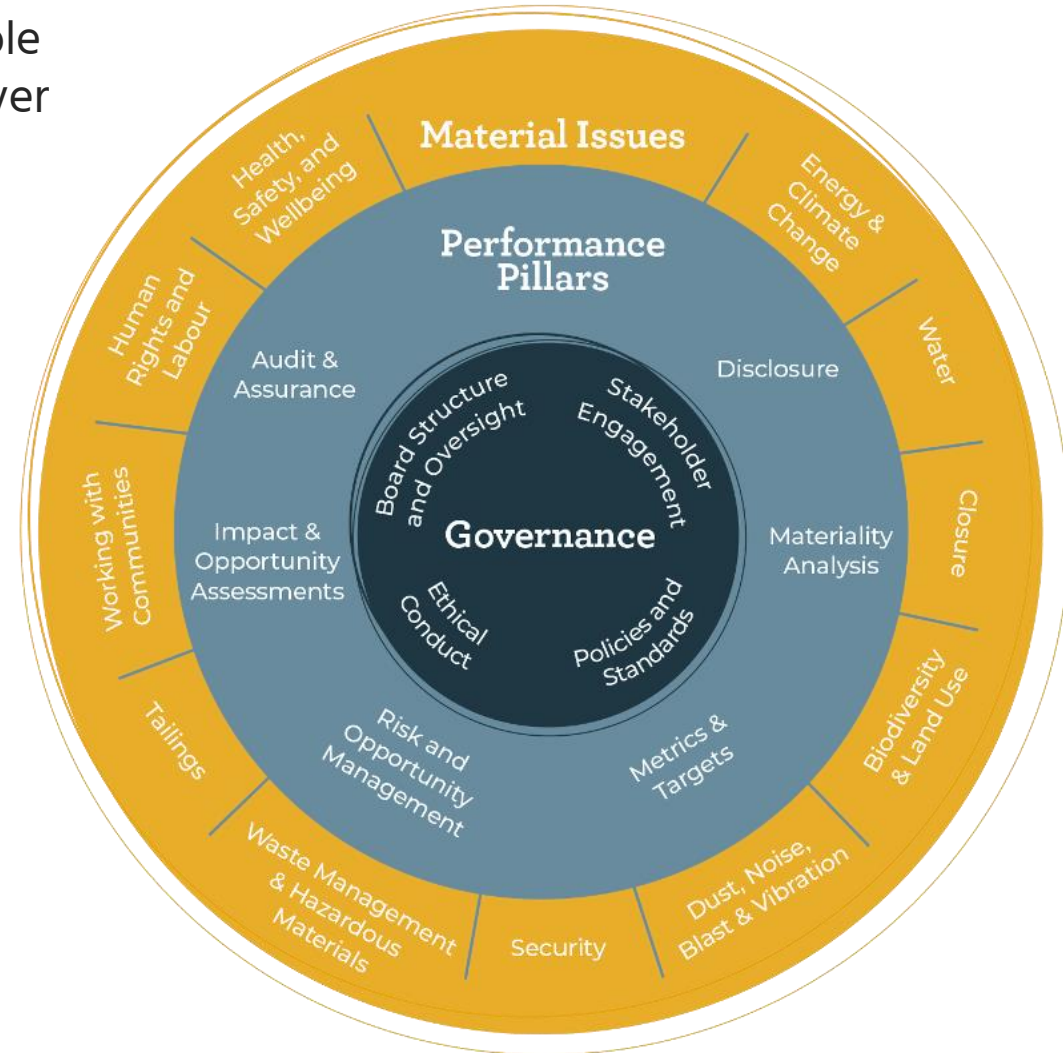 ole
ver
Material Issues
Energy &
Climate
Change
Water
Closure
Biodiversity
& Land Use
Dust, Noise,
Blast & Vibration
Security
Waste Management
& Hazardous
Materials
Tailings
Working with
Communities
Human
Rights and
Labour
Health,
Safety, and
Wellbeing
Performance
Pillars
Disclosure
Materiality
Analysis
Metrics &
Targets
Risk and
Opportunity
Management
Impact &
Opportunity
Assessments
Audit &
Assurance
Governance
Board Structure
and Oversight
Stakeholder
Engagement
Policies and
Standards
Ethical
Conduct